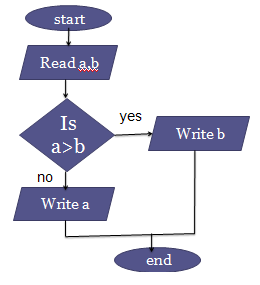 start
Read a,b
Is
a>b
yes
Write b
no
Write a
end